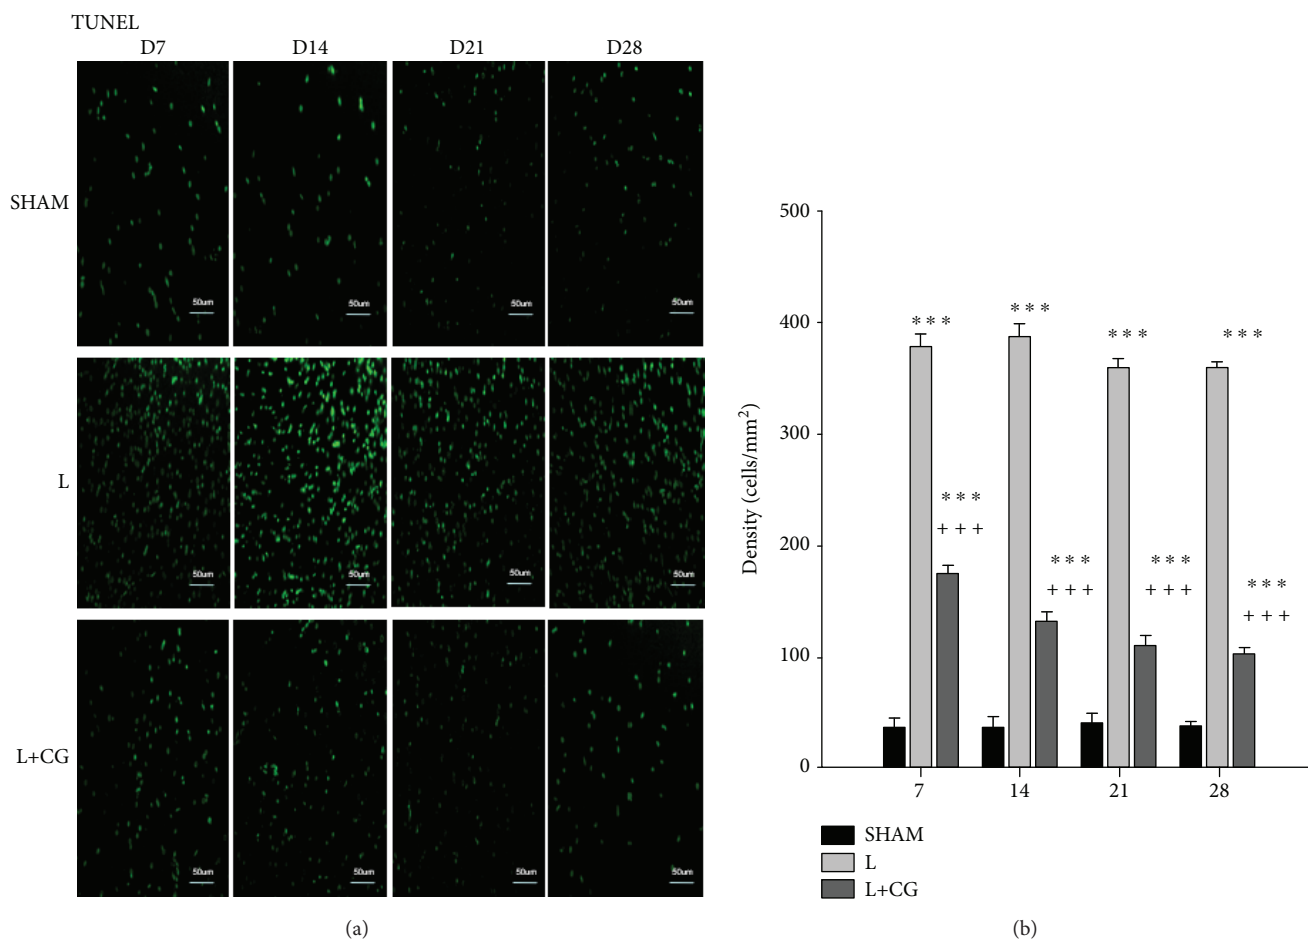 TUNEL
D7 D14 D21 D28
SHAM
50um 50um 50um 50um
L
50um 50um 50um 50um
L+CG
50um 50um 50um 50um
(a)
Density (cells/mm²)
500
400
300
200
100
0
*** *** *** ***
*** *** *** ***
+++ +++ +++ +++
7 14 21 28
SHAM
L
L+CG
(b)